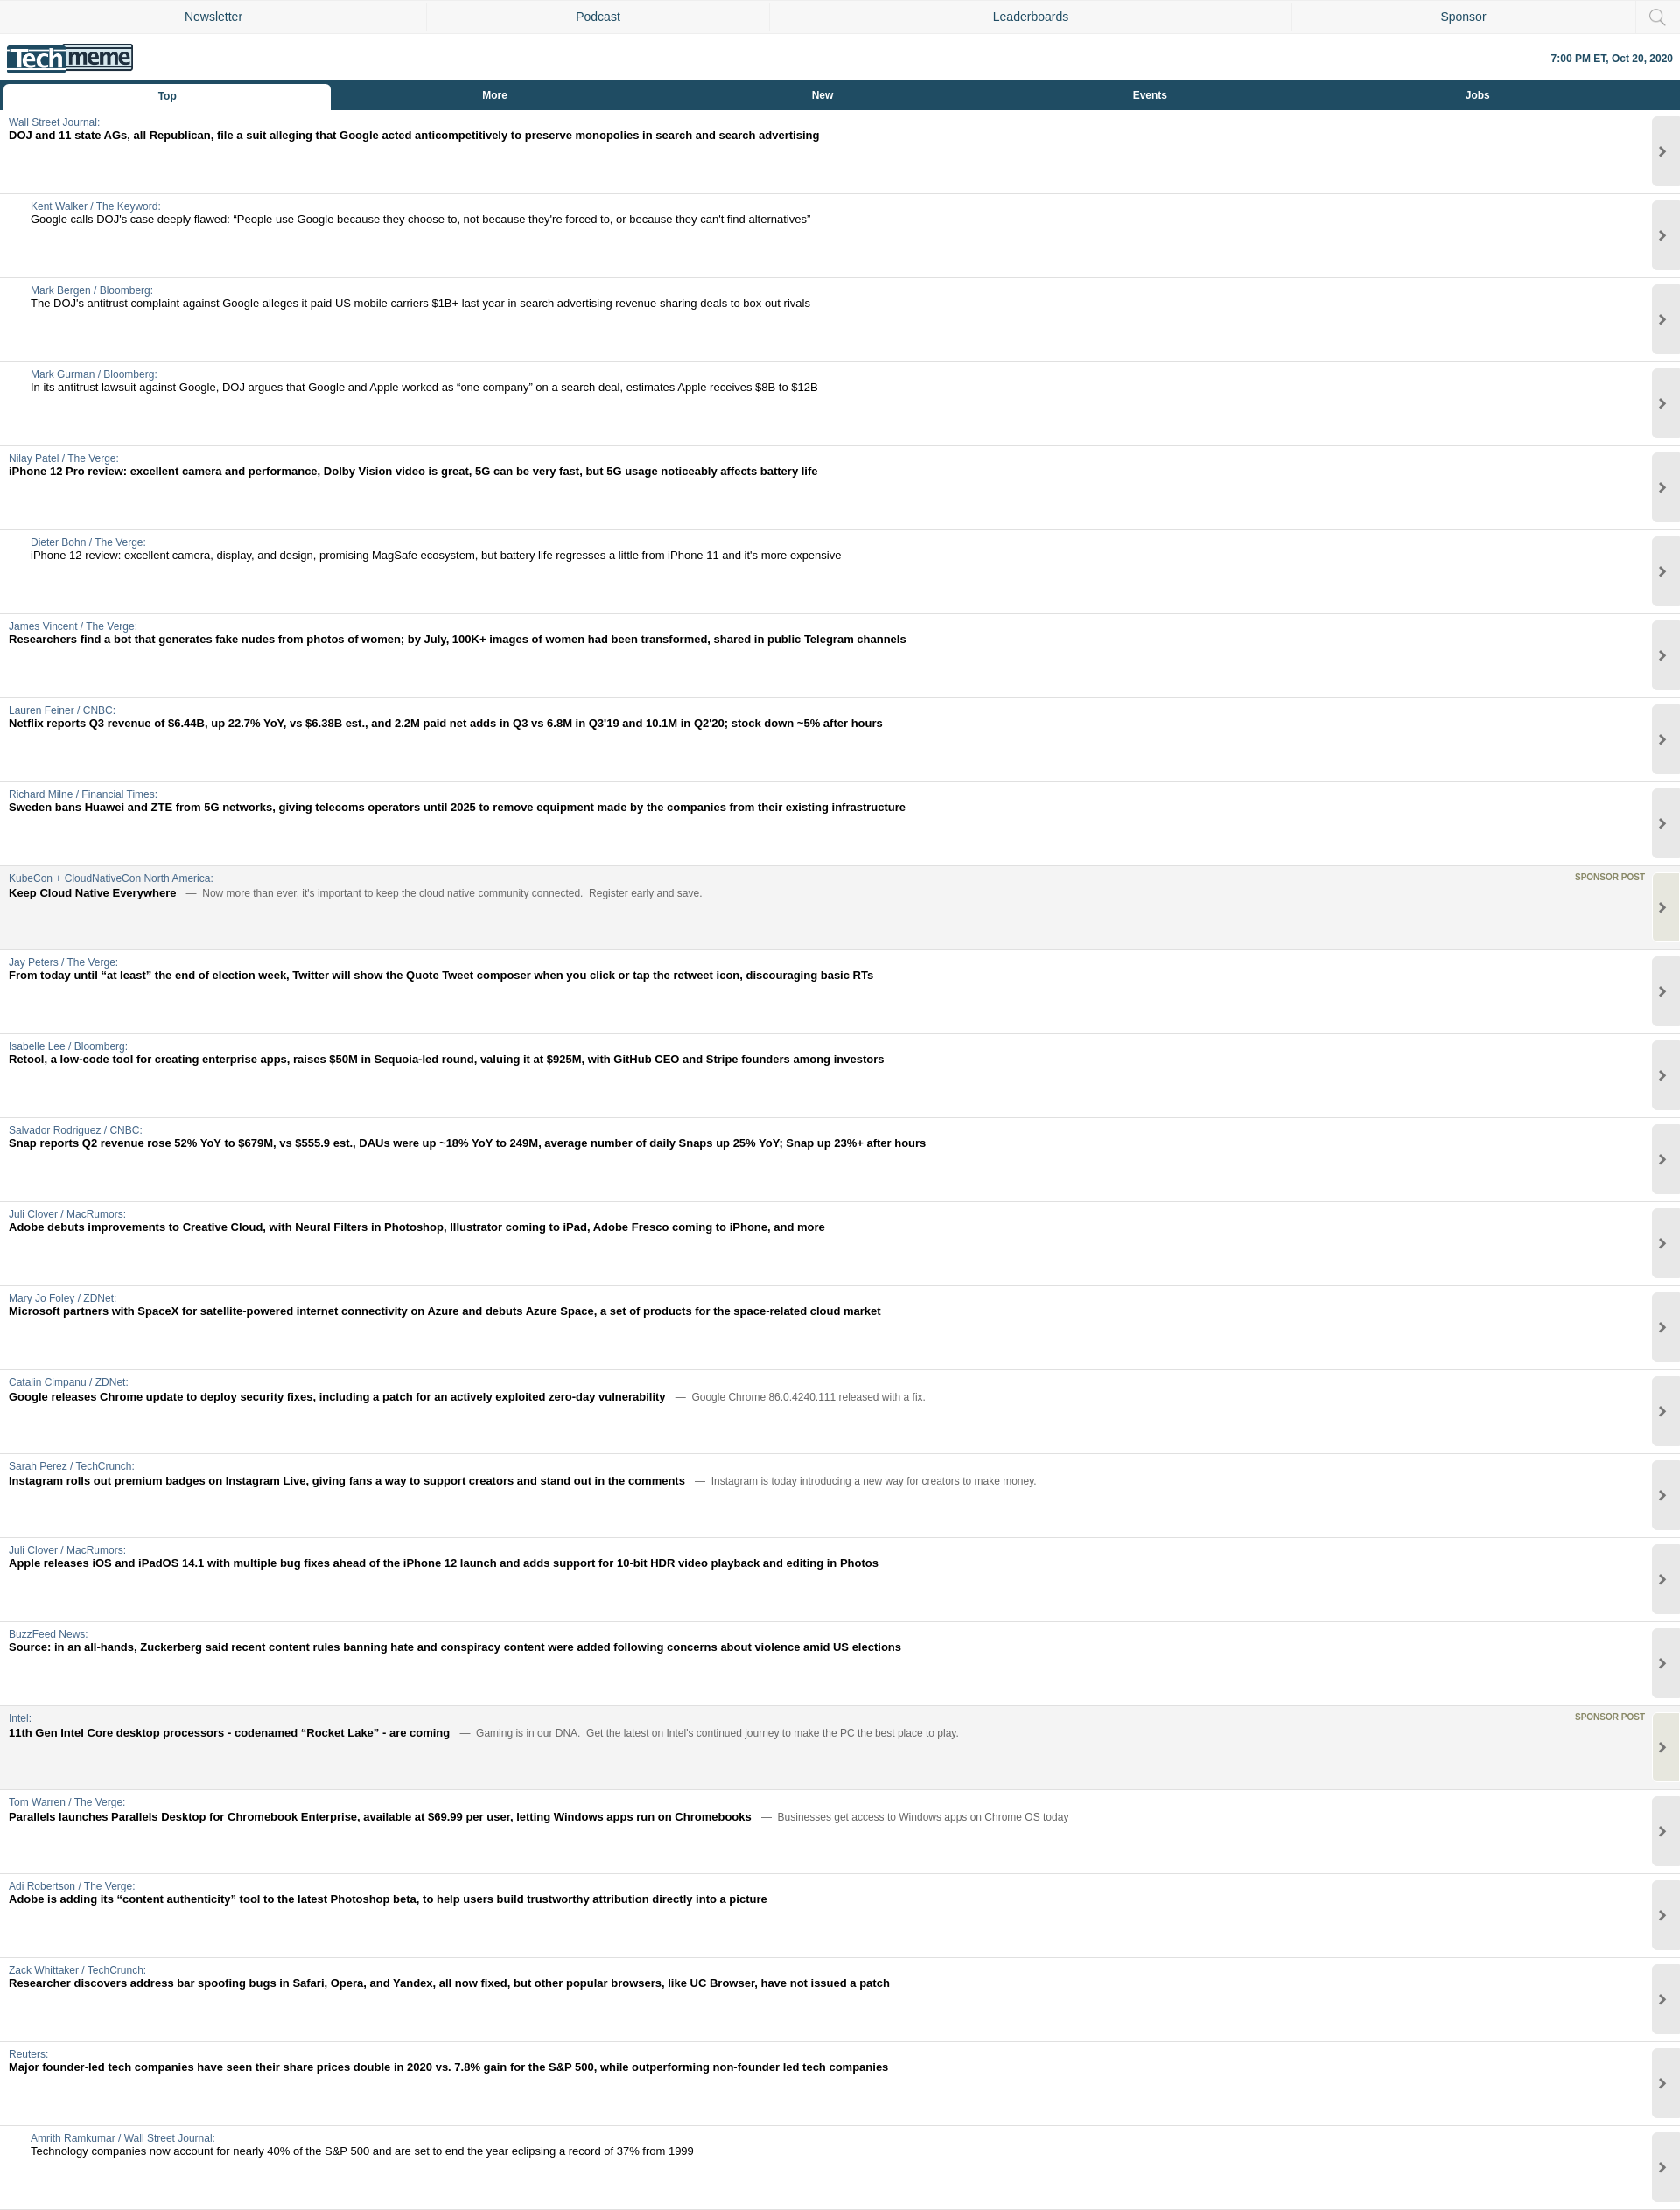 Newsletter
Podcast
Leaderboards
Sponsor
Techmeme
7:00 PM ET, Oct 20, 2020
Top
More
New
Events
Jobs
Wall Street Journal:
DOJ and 11 state AGs, all Republican, file a suit alleging that Google acted anticompetitively to preserve monopolies in search and search advertising
Kent Walker / The Keyword:
Google calls DOJ's case deeply flawed: “People use Google because they choose to, not because they're forced to, or because they can't find alternatives”
Mark Bergen / Bloomberg:
The DOJ's antitrust complaint against Google alleges it paid US mobile carriers $1B+ last year in search advertising revenue sharing deals to box out rivals
Mark Gurman / Bloomberg:
In its antitrust lawsuit against Google, DOJ argues that Google and Apple worked as “one company” on a search deal, estimates Apple receives $8B to $12B
Nilay Patel / The Verge:
iPhone 12 Pro review: excellent camera and performance, Dolby Vision video is great, 5G can be very fast, but 5G usage noticeably affects battery life
Dieter Bohn / The Verge:
iPhone 12 review: excellent camera, display, and design, promising MagSafe ecosystem, but battery life regresses a little from iPhone 11 and it's more expensive
James Vincent / The Verge:
Researchers find a bot that generates fake nudes from photos of women; by July, 100K+ images of women had been transformed, shared in public Telegram channels
Lauren Feiner / CNBC:
Netflix reports Q3 revenue of $6.44B, up 22.7% YoY, vs $6.38B est., and 2.2M paid net adds in Q3 vs 6.8M in Q3'19 and 10.1M in Q2'20; stock down ~5% after hours
Richard Milne / Financial Times:
Sweden bans Huawei and ZTE from 5G networks, giving telecoms operators until 2025 to remove equipment made by the companies from their existing infrastructure
KubeCon + CloudNativeCon North America:
SPONSOR POST
Keep Cloud Native Everywhere — Now more than ever, it's important to keep the cloud native community connected. Register early and save.
Jay Peters / The Verge:
From today until “at least” the end of election week, Twitter will show the Quote Tweet composer when you click or tap the retweet icon, discouraging basic RTs
Isabelle Lee / Bloomberg:
Retool, a low-code tool for creating enterprise apps, raises $50M in Sequoia-led round, valuing it at $925M, with GitHub CEO and Stripe founders among investors
Salvador Rodriguez / CNBC:
Snap reports Q2 revenue rose 52% YoY to $679M, vs $555.9 est., DAUs were up ~18% YoY to 249M, average number of daily Snaps up 25% YoY; Snap up 23%+ after hours
Juli Clover / MacRumors:
Adobe debuts improvements to Creative Cloud, with Neural Filters in Photoshop, Illustrator coming to iPad, Adobe Fresco coming to iPhone, and more
Mary Jo Foley / ZDNet:
Microsoft partners with SpaceX for satellite-powered internet connectivity on Azure and debuts Azure Space, a set of products for the space-related cloud market
Catalin Cimpanu / ZDNet:
Google releases Chrome update to deploy security fixes, including a patch for an actively exploited zero-day vulnerability — Google Chrome 86.0.4240.111 released with a fix.
Sarah Perez / TechCrunch:
Instagram rolls out premium badges on Instagram Live, giving fans a way to support creators and stand out in the comments — Instagram is today introducing a new way for creators to make money.
Juli Clover / MacRumors:
Apple releases iOS and iPadOS 14.1 with multiple bug fixes ahead of the iPhone 12 launch and adds support for 10-bit HDR video playback and editing in Photos
BuzzFeed News:
Source: in an all-hands, Zuckerberg said recent content rules banning hate and conspiracy content were added following concerns about violence amid US elections
Intel:
SPONSOR POST
11th Gen Intel Core desktop processors - codenamed “Rocket Lake” - are coming — Gaming is in our DNA. Get the latest on Intel's continued journey to make the PC the best place to play.
Tom Warren / The Verge:
Parallels launches Parallels Desktop for Chromebook Enterprise, available at $69.99 per user, letting Windows apps run on Chromebooks — Businesses get access to Windows apps on Chrome OS today
Adi Robertson / The Verge:
Adobe is adding its “content authenticity” tool to the latest Photoshop beta, to help users build trustworthy attribution directly into a picture
Zack Whittaker / TechCrunch:
Researcher discovers address bar spoofing bugs in Safari, Opera, and Yandex, all now fixed, but other popular browsers, like UC Browser, have not issued a patch
Reuters:
Major founder-led tech companies have seen their share prices double in 2020 vs. 7.8% gain for the S&P 500, while outperforming non-founder led tech companies
Amrith Ramkumar / Wall Street Journal:
Technology companies now account for nearly 40% of the S&P 500 and are set to end the year eclipsing a record of 37% from 1999